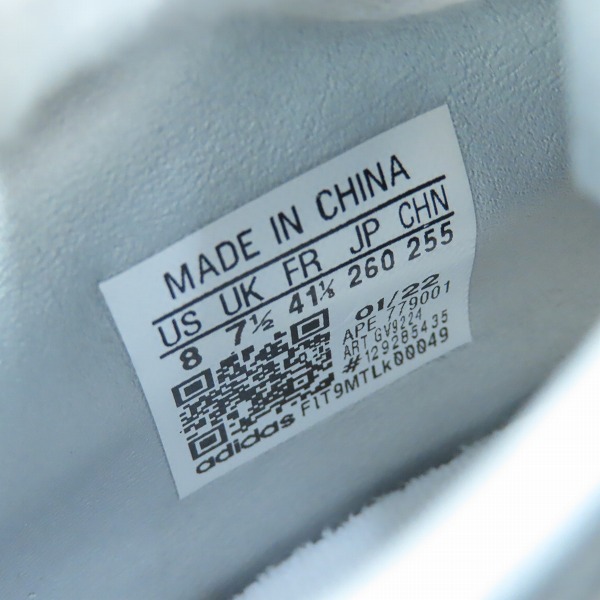 MADE IN CHINA
US UK FR JP CHN
8 7½ 41⅓ 260 255
01/22
APE 779001
ART GV9224
#129285435
adidas FIT9MTLk00049